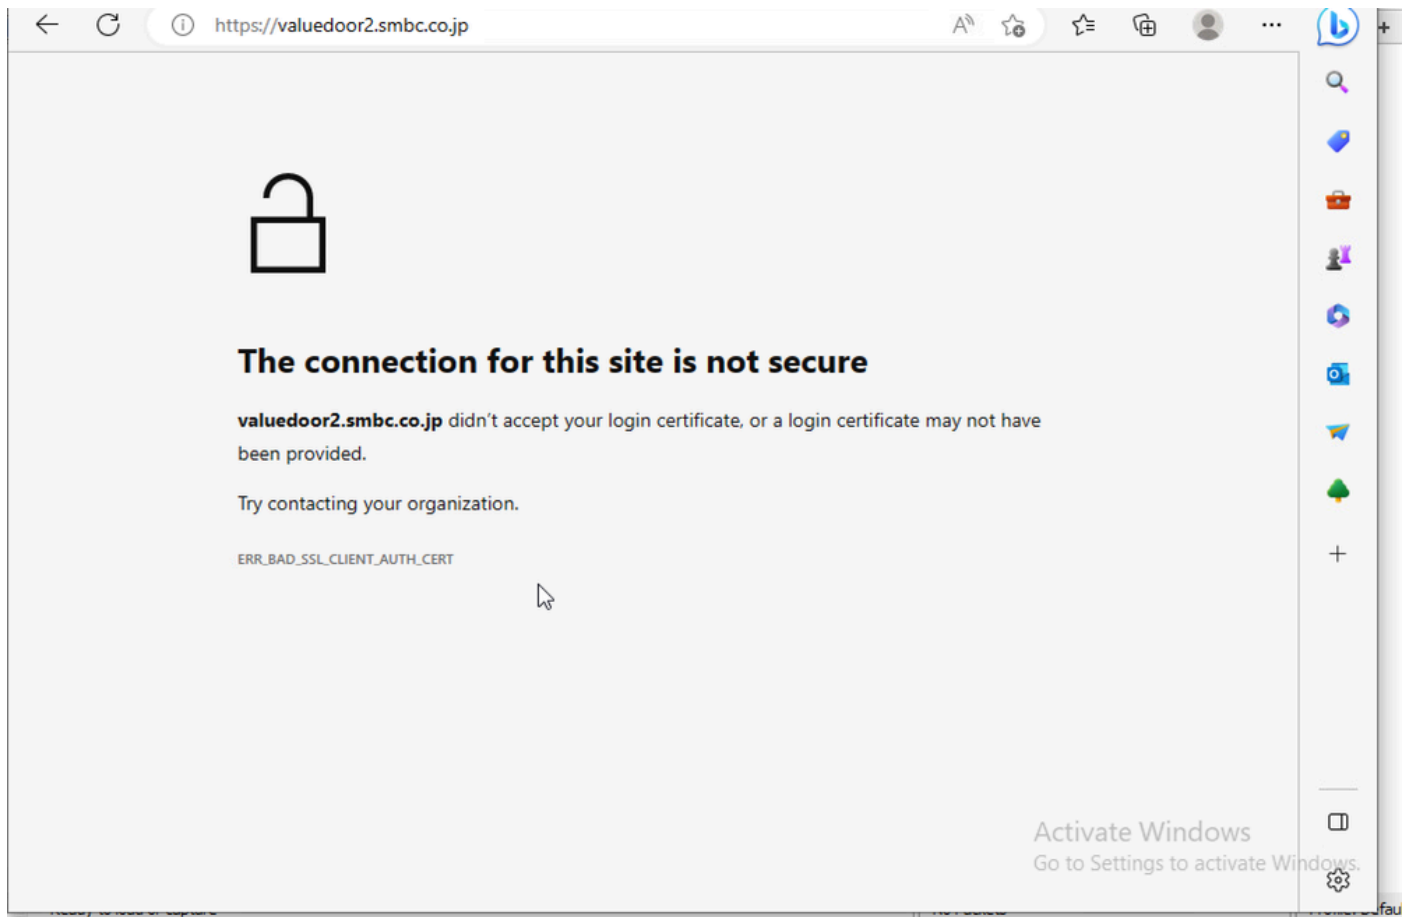 https://valuedoor2.smbc.co.jp
The connection for this site is not secure
valuedoor2.smbc.co.jp didn't accept your login certificate, or a login certificate may not have
been provided.
Try contacting your organization.
ERR_BAD_SSL_CLIENT_AUTH_CERT
Activate Windows
Go to Settings to activate Windows.